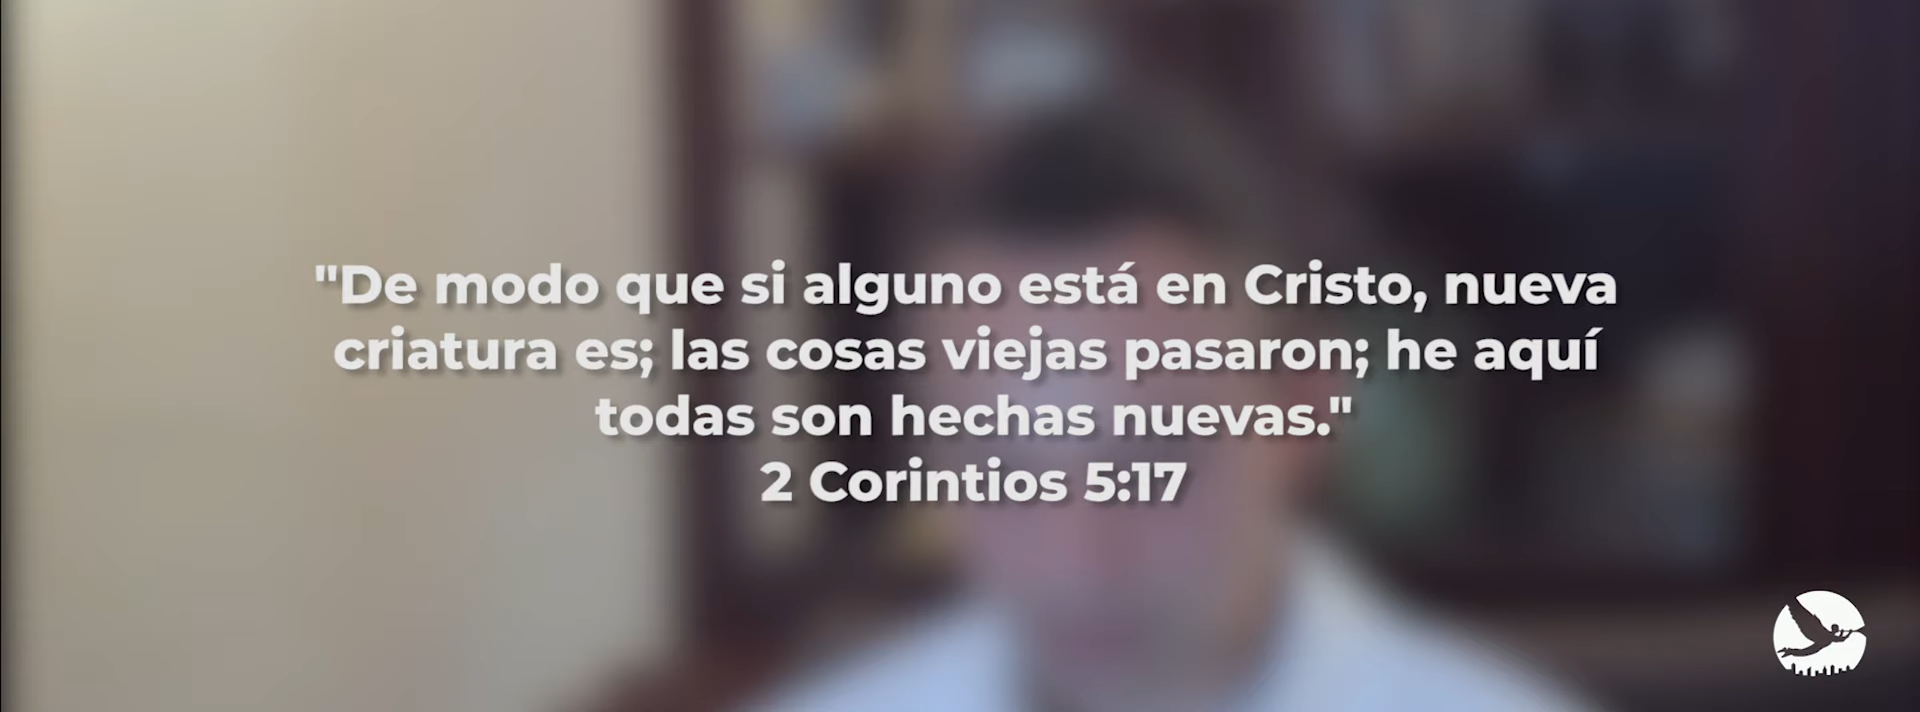 "De modo que si alguno está en Cristo, nueva
criatura es; las cosas viejas pasaron; he aquí
todas son hechas nuevas."
2 Corintios 5:17